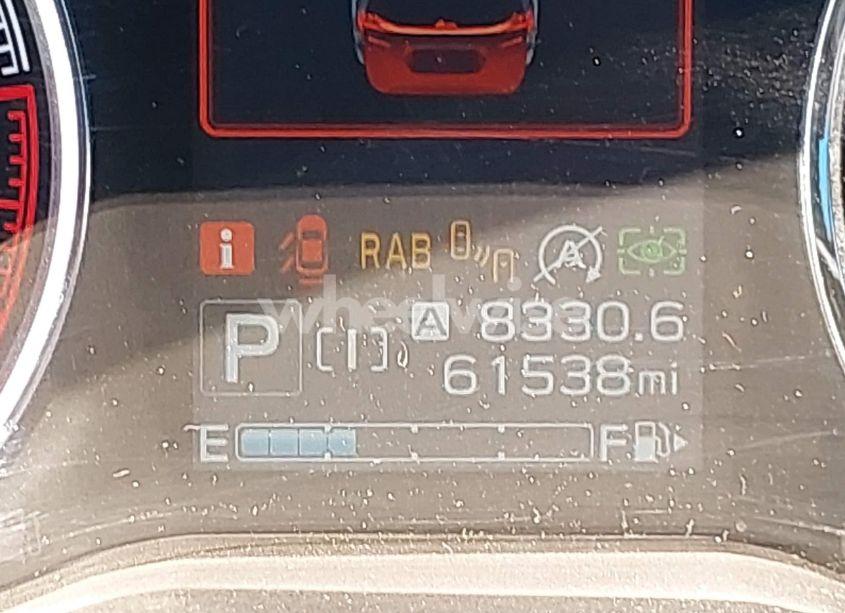 i RAB A
P [I] A 8330.6
61538mi
E F